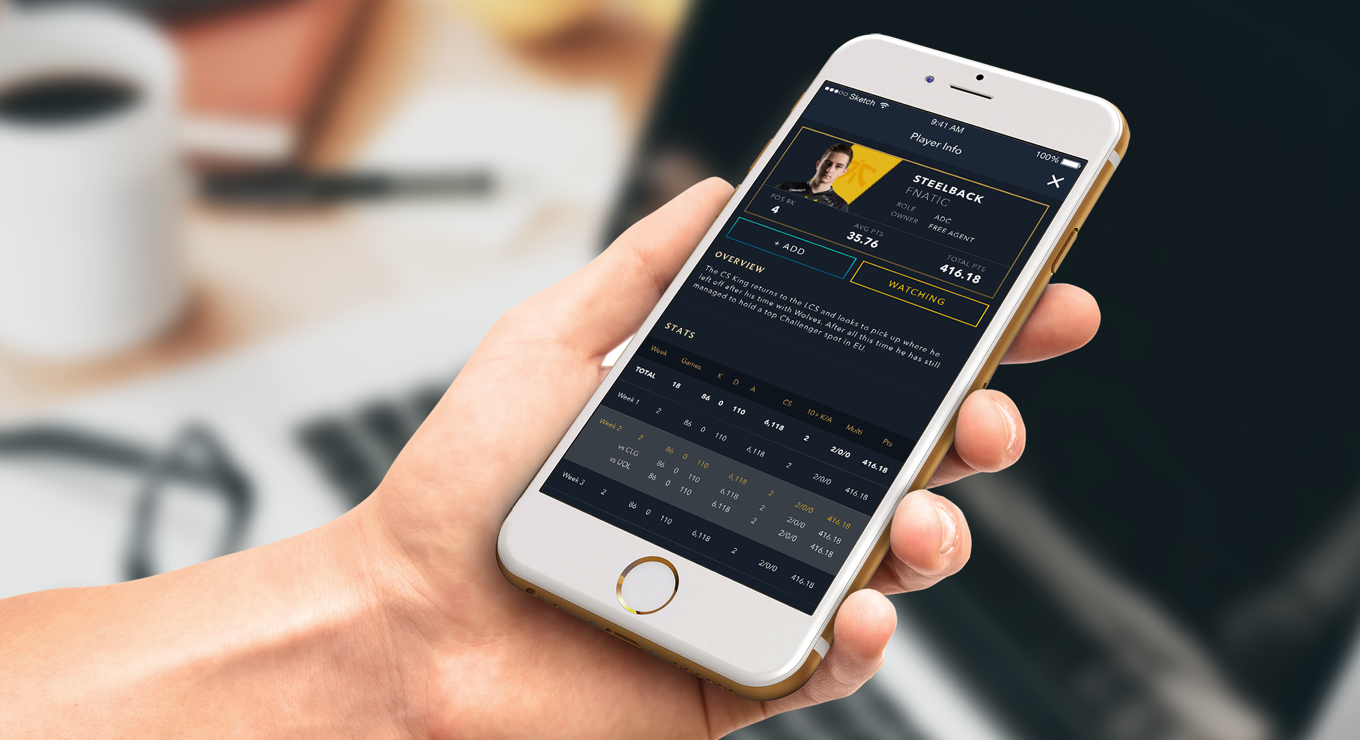 Sketch
9:41 AM
100%
Player Info
STEELBACK
FNATIC
ROLE ADC
OWNER FREE AGENT
POS RK
4
AVG PTS
35.76
TOTAL PTS
416.18
+ ADD
WATCHING
OVERVIEW
The CS King returns to the LCS and looks to pick up where he
left off after his time with Wolves. After all this time he has still
managed to hold a top Challenger spot in EU.
STATS
Week Games K D A CS 10+ K/A Multi Pts
TOTAL 18 86 0 110 6,118 2 2/0/0 416.18
Week 1 2 86 0 110 6,118 2 2/0/0 416.18
Week 2 2 86 0 110 6,118 2 2/0/0 416.18
vs CLG 86 0 110 6,118 2 2/0/0 416.18
vs UOL 86 0 110 6,118 2 2/0/0 416.18
Week 3 2 86 0 110 6,118 2 2/0/0 416.18